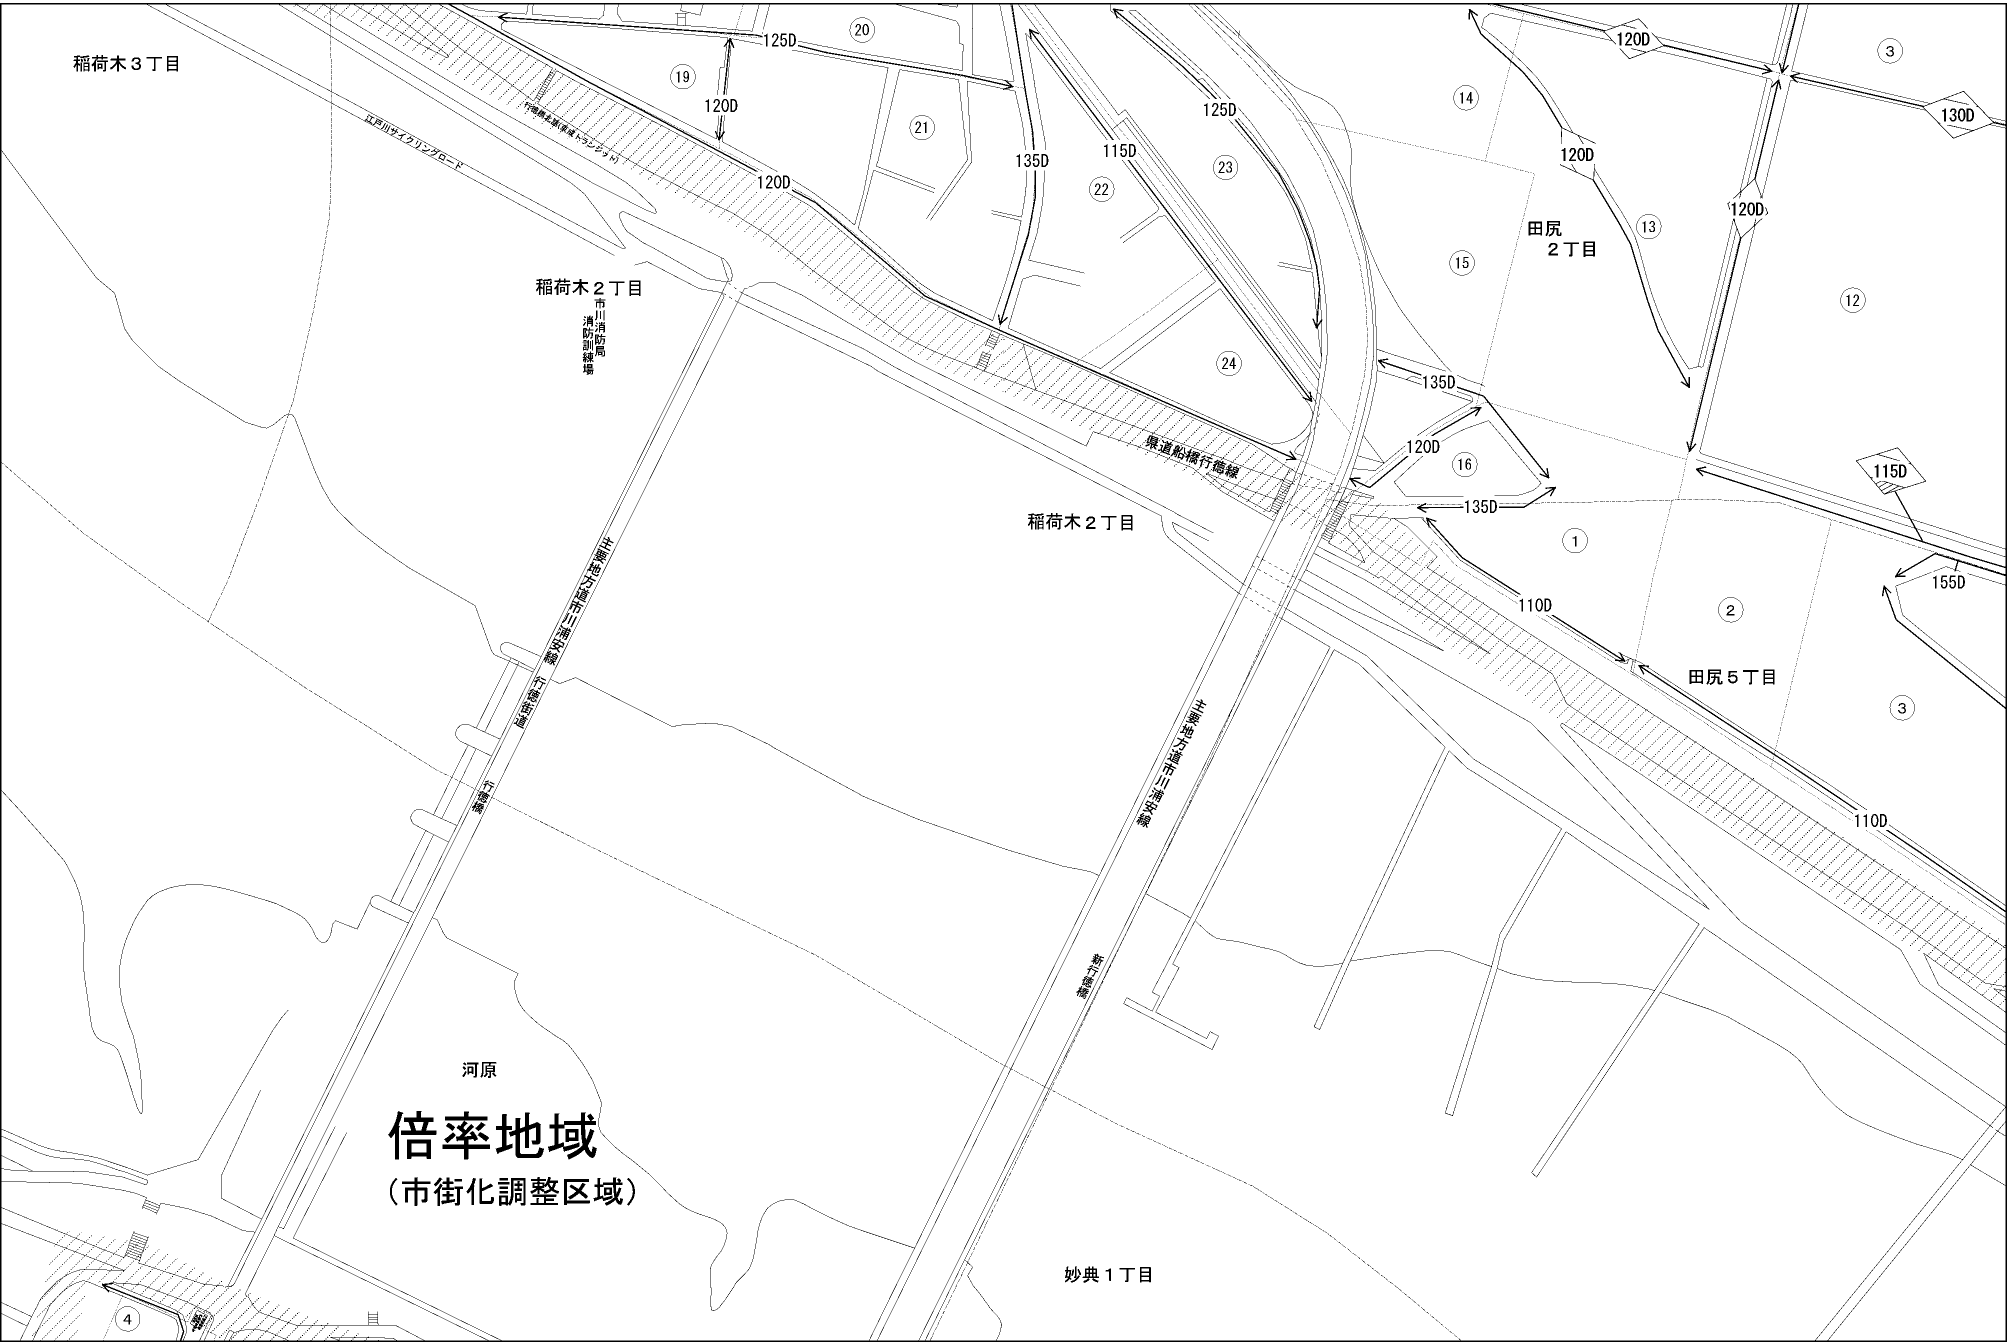 稲荷木３丁目
江戸川サイクリングロード
125D
⑳
⑲
120D
㉑
120D
135D
115D
㉒
125D
㉓
㉔
⑭
120D
120D
③
130D
120D
⑬
田尻
２丁目
⑮
⑫
稲荷木２丁目
市川消防局
消防訓練場
県道船橋行徳線
稲荷木２丁目
135D
120D
⑯
135D
115D
155D
①
110D
②
田尻５丁目
③
110D
主要地方道市川浦安線
行徳街道
行徳橋
主要地方道市川浦安線
新行徳橋
河原
倍率地域
（市街化調整区域）
妙典１丁目
④